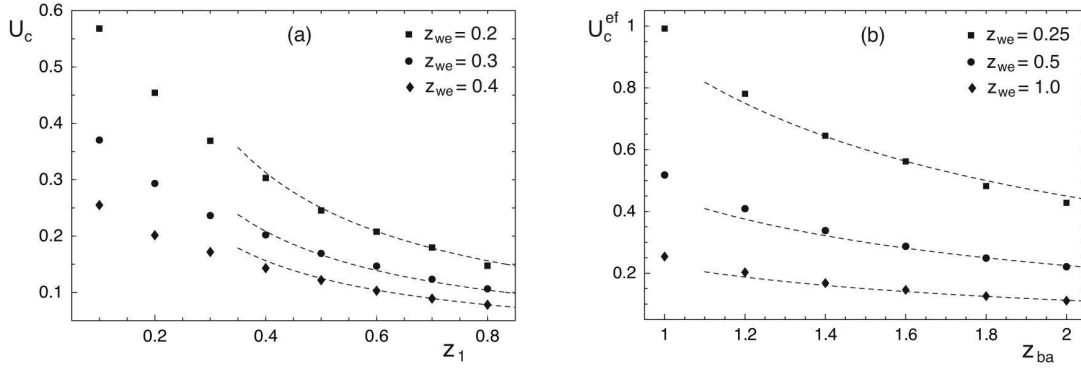 0.6
U_c
(a)
z_we = 0.2
z_we = 0.3
z_we = 0.4
0.5
0.4
0.3
0.2
0.1
0.2 0.4 0.6 0.8
z_1
U_c^ef
1
(b)
z_we = 0.25
z_we = 0.5
z_we = 1.0
0.8
0.6
0.4
0.2
1 1.2 1.4 1.6 1.8 2
z_ba